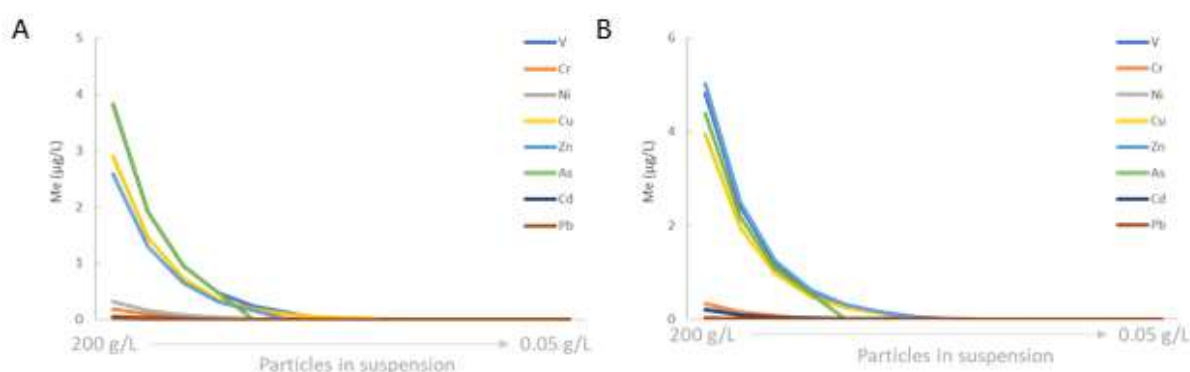 A
5
4
3
2
1
0
Me (µg/L)
V
Cr
Ni
Cu
Zn
As
Cd
Pb
200 g/L
0.05 g/L
Particles in suspension
B
6
4
2
0
Me (µg/L)
V
Cr
Ni
Cu
Zn
As
Cd
Pb
200 g/L
0.05 g/L
Particles in suspension